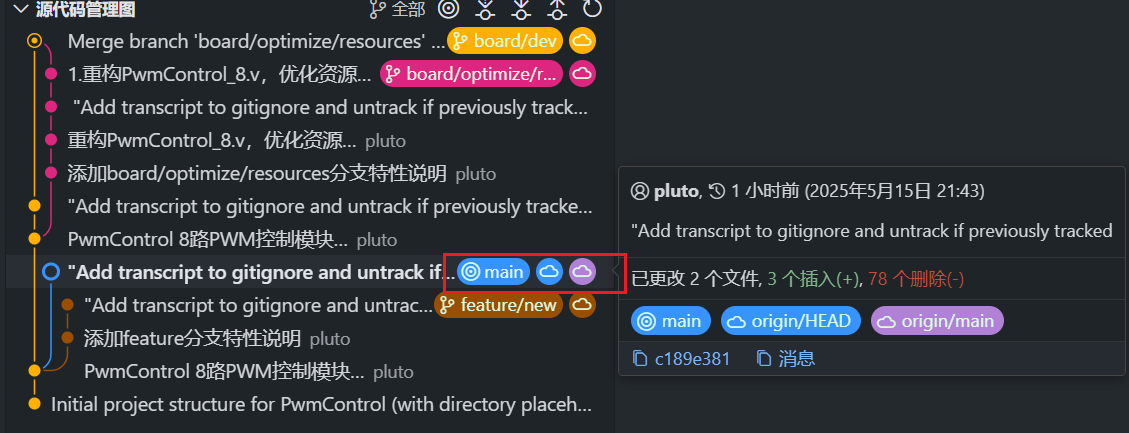 源代码管理图 全部
Merge branch 'board/optimize/resources' ... board/dev
1.重构PwmControl_8.v，优化资源... board/optimize/r...
"Add transcript to gitignore and untrack if previously tracke...
重构PwmControl_8.v，优化资源... pluto
添加board/optimize/resources分支特性说明 pluto
"Add transcript to gitignore and untrack if previously tracke...
PwmControl 8路PWM控制模块... pluto
"Add transcript to gitignore and untrack if... main
"Add transcript to gitignore and untrac... feature/new
添加feature分支特性说明 pluto
PwmControl 8路PWM控制模块... pluto
Initial project structure for PwmControl (with directory placeh...
pluto, 1 小时前 (2025年5月15日 21:43)
"Add transcript to gitignore and untrack if previously tracked
已更改 2 个文件, 3 个插入(+), 78 个删除(-)
main origin/HEAD origin/main
c189e381 消息